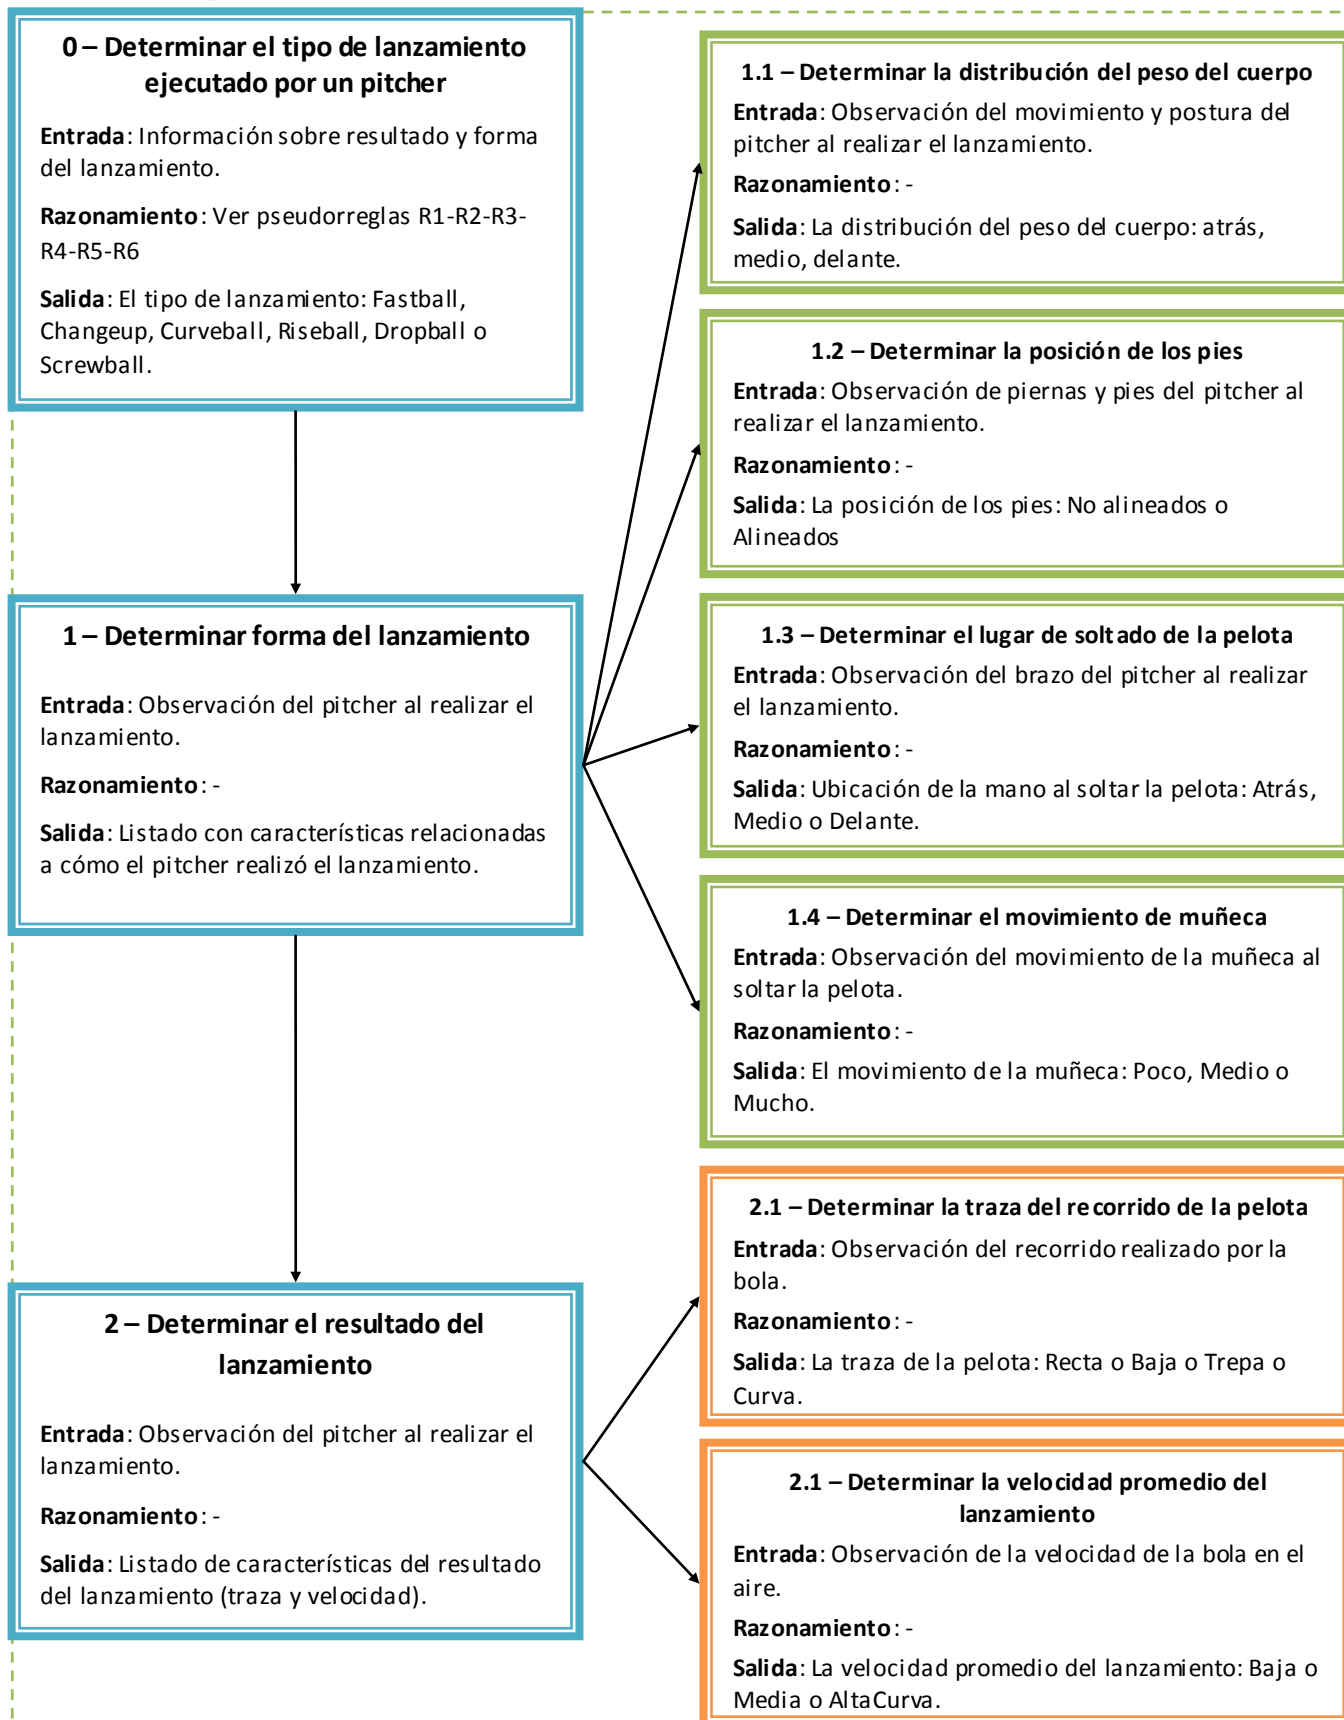 0 – Determinar el tipo de lanzamiento
ejecutado por un pitcher
Entrada: Información sobre resultado y forma
del lanzamiento.
Razonamiento: Ver pseudorreglas R1-R2-R3-
R4-R5-R6
Salida: El tipo de lanzamiento: Fastball,
Changeup, Curveball, Riseball, Dropball o
Screwball.
1 – Determinar forma del lanzamiento
Entrada: Observación del pitcher al realizar el
lanzamiento.
Razonamiento: -
Salida: Listado con características relacionadas
a cómo el pitcher realizó el lanzamiento.
2 – Determinar el resultado del
lanzamiento
Entrada: Observación del pitcher al realizar el
lanzamiento.
Razonamiento: -
Salida: Listado de características del resultado
del lanzamiento (traza y velocidad).
1.1 – Determinar la distribución del peso del cuerpo
Entrada: Observación del movimiento y postura del
pitcher al realizar el lanzamiento.
Razonamiento: -
Salida: La distribución del peso del cuerpo: atrás,
medio, delante.
1.2 – Determinar la posición de los pies
Entrada: Observación de piernas y pies del pitcher al
realizar el lanzamiento.
Razonamiento: -
Salida: La posición de los pies: No alineados o
Alineados
1.3 – Determinar el lugar de soltado de la pelota
Entrada: Observación del brazo del pitcher al realizar
el lanzamiento.
Razonamiento: -
Salida: Ubicación de la mano al soltar la pelota: Atrás,
Medio o Delante.
1.4 – Determinar el movimiento de muñeca
Entrada: Observación del movimiento de la muñeca al
soltar la pelota.
Razonamiento: -
Salida: El movimiento de la muñeca: Poco, Medio o
Mucho.
2.1 – Determinar la traza del recorrido de la pelota
Entrada: Observación del recorrido realizado por la
bola.
Razonamiento: -
Salida: La traza de la pelota: Recta o Baja o Trepa o
Curva.
2.1 – Determinar la velocidad promedio del
lanzamiento
Entrada: Observación de la velocidad de la bola en el
aire.
Razonamiento: -
Salida: La velocidad promedio del lanzamiento: Baja o
Media o AltaCurva.